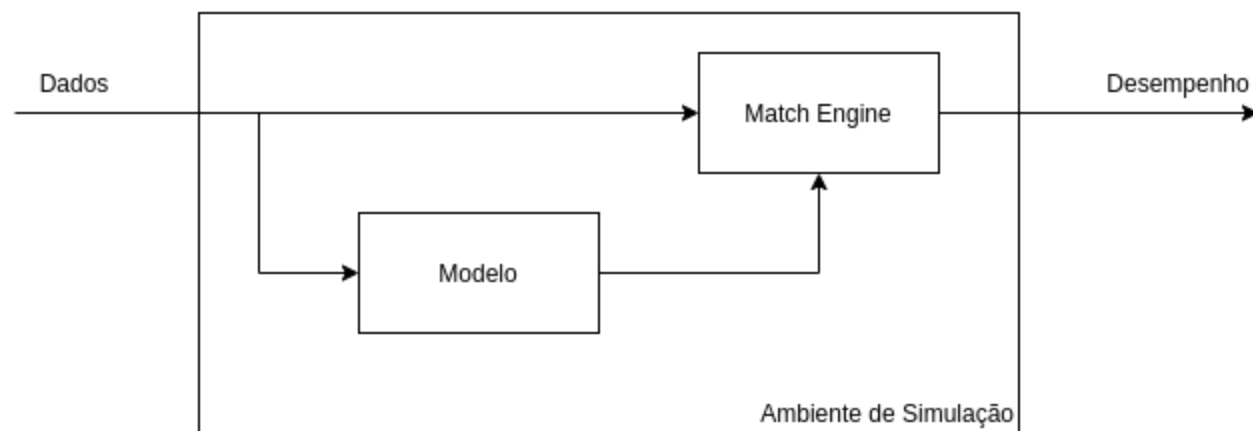 Dados
Desempenho
Match Engine
Modelo
Ambiente de Simulação